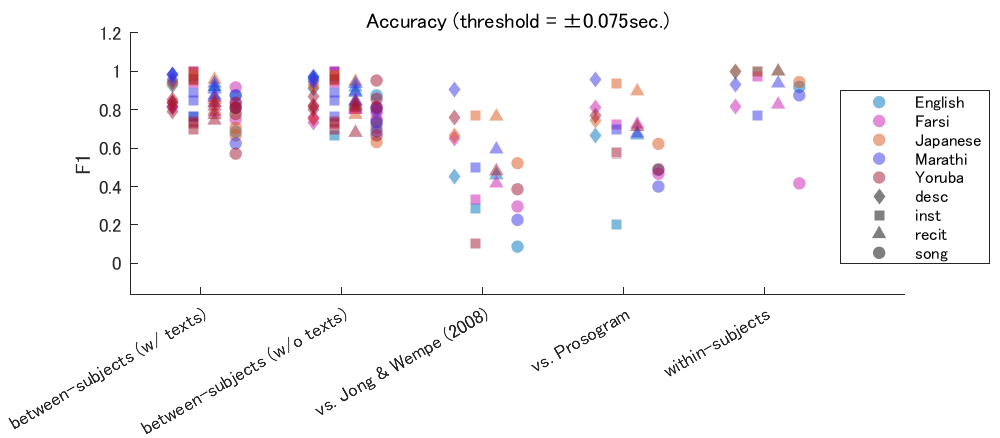 Accuracy (threshold = ±0.075sec.)
1.2
1
0.8
0.6
0.4
0.2
0
F1
between-subjects (w/ texts)
between-subjects (w/o texts)
vs. Jong & Wempe (2008)
vs. Prosogram
within-subjects
English
Farsi
Japanese
Marathi
Yoruba
desc
inst
recit
song